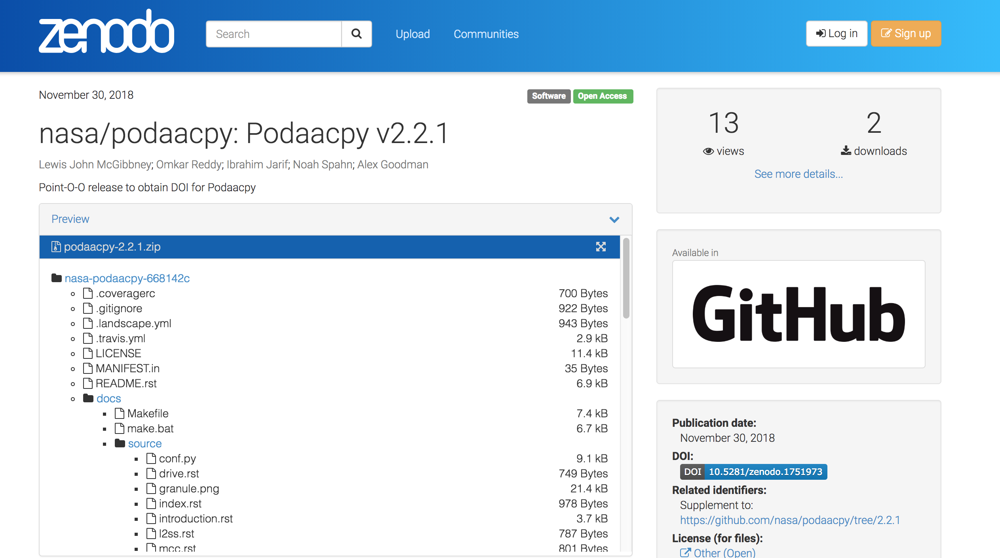 zenodo
Search
Upload
Communities
Log in
Sign up
November 30, 2018
Software
Open Access
nasa/podaacpy: Podaacpy v2.2.1
Lewis John McGibbney; Omkar Reddy; Ibrahim Jarif; Noah Spahn; Alex Goodman
Point-O-O release to obtain DOI for Podaacpy
Preview
podaacpy-2.2.1.zip
nasa-podaacpy-668142c
.coveragerc 700 Bytes
.gitignore 922 Bytes
.landscape.yml 943 Bytes
.travis.yml 2.9 kB
LICENSE 11.4 kB
MANIFEST.in 35 Bytes
README.rst 6.9 kB
docs
Makefile 7.4 kB
make.bat 6.7 kB
source
conf.py 9.1 kB
drive.rst 749 Bytes
granule.png 21.4 kB
index.rst 978 Bytes
introduction.rst 3.7 kB
l2ss.rst 787 Bytes
mcc.rst 801 Bytes
13
views
2
downloads
See more details...
Available in
GitHub
Publication date:
November 30, 2018
DOI:
DOI 10.5281/zenodo.1751973
Related identifiers:
Supplement to:
https://github.com/nasa/podaacpy/tree/2.2.1
License (for files):
Other (Open)